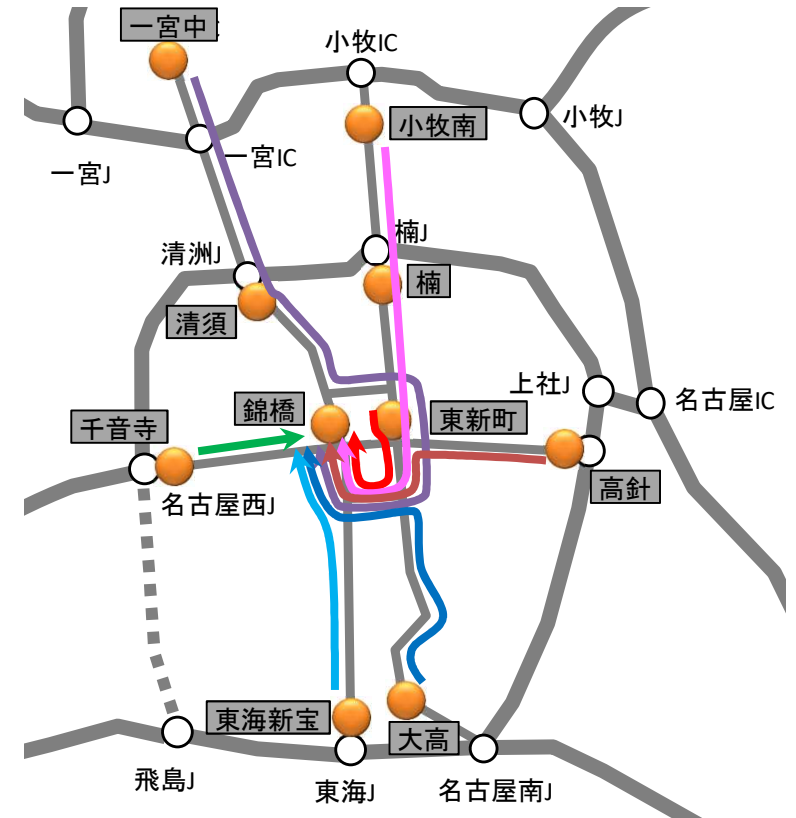 一宮中
小牧IC
小牧南
小牧J
一宮J
一宮IC
清洲J
楠J
清須
楠
上社J
名古屋IC
錦橋
東新町
千音寺
名古屋西J
高針
東海新宝
大高
飛島J
東海J
名古屋南J